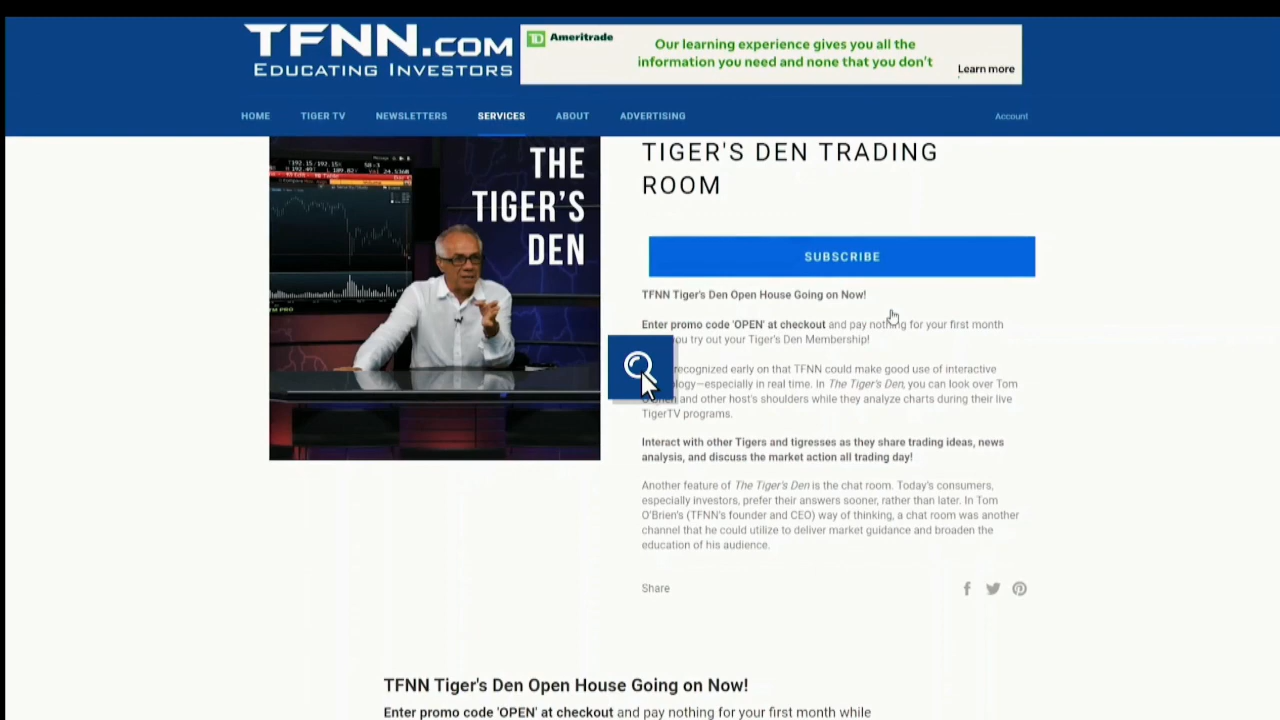 TFNN.COM
EDUCATING INVESTORS
TD Ameritrade
Our learning experience gives you all the
information you need and none that you don't
Learn more
HOME TIGER TV NEWSLETTERS SERVICES ABOUT ADVERTISING Account
THE
TIGER'S
DEN
TIGER'S DEN TRADING
ROOM
SUBSCRIBE
TFNN Tiger's Den Open House Going on Now!
Enter promo code 'OPEN' at checkout and pay nothing for your first month
you try out your Tiger's Den Membership!
recognized early on that TFNN could make good use of interactive
especially in real time. In The Tiger's Den, you can look over Tom
and other host's shoulders while they analyze charts during their live
TigerTV programs.
Interact with other Tigers and tigresses as they share trading ideas, news
analysis, and discuss the market action all trading day!
Another feature of The Tiger's Den is the chat room. Today's consumers,
especially investors, prefer their answers sooner, rather than later. In Tom
O'Brien's (TFNN's founder and CEO) way of thinking, a chat room was another
channel that he could utilize to deliver market guidance and broaden the
education of his audience.
Share
TFNN Tiger's Den Open House Going on Now!
Enter promo code 'OPEN' at checkout and pay nothing for your first month while